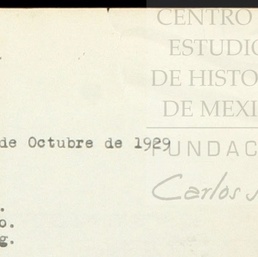 CENTRO
ESTUDIO
DE HISTO
DE MEXI
FUNDAC
de Octubre de 1929
Carlos
o.
g.